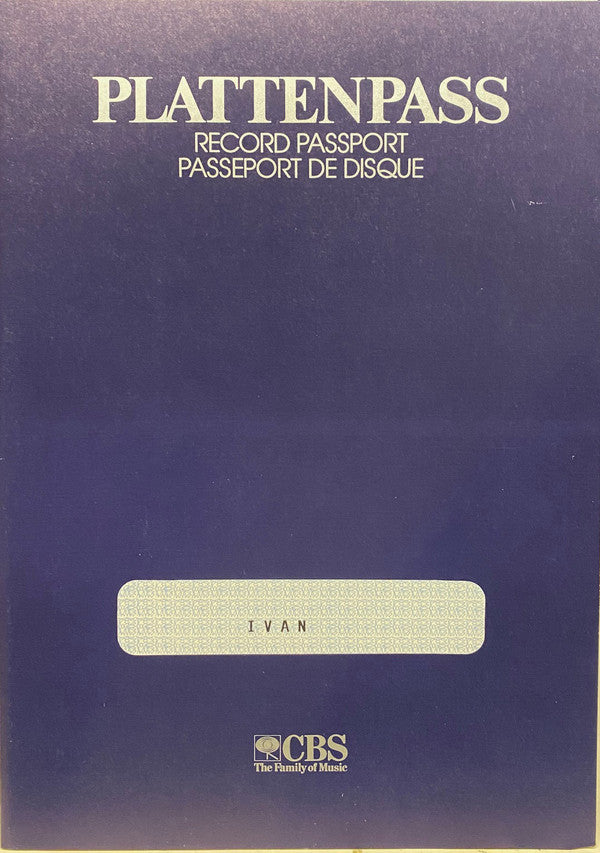 PLATTENPASS
RECORD PASSPORT
PASSEPORT DE DISQUE
IVAN
CBS
The Family of Music